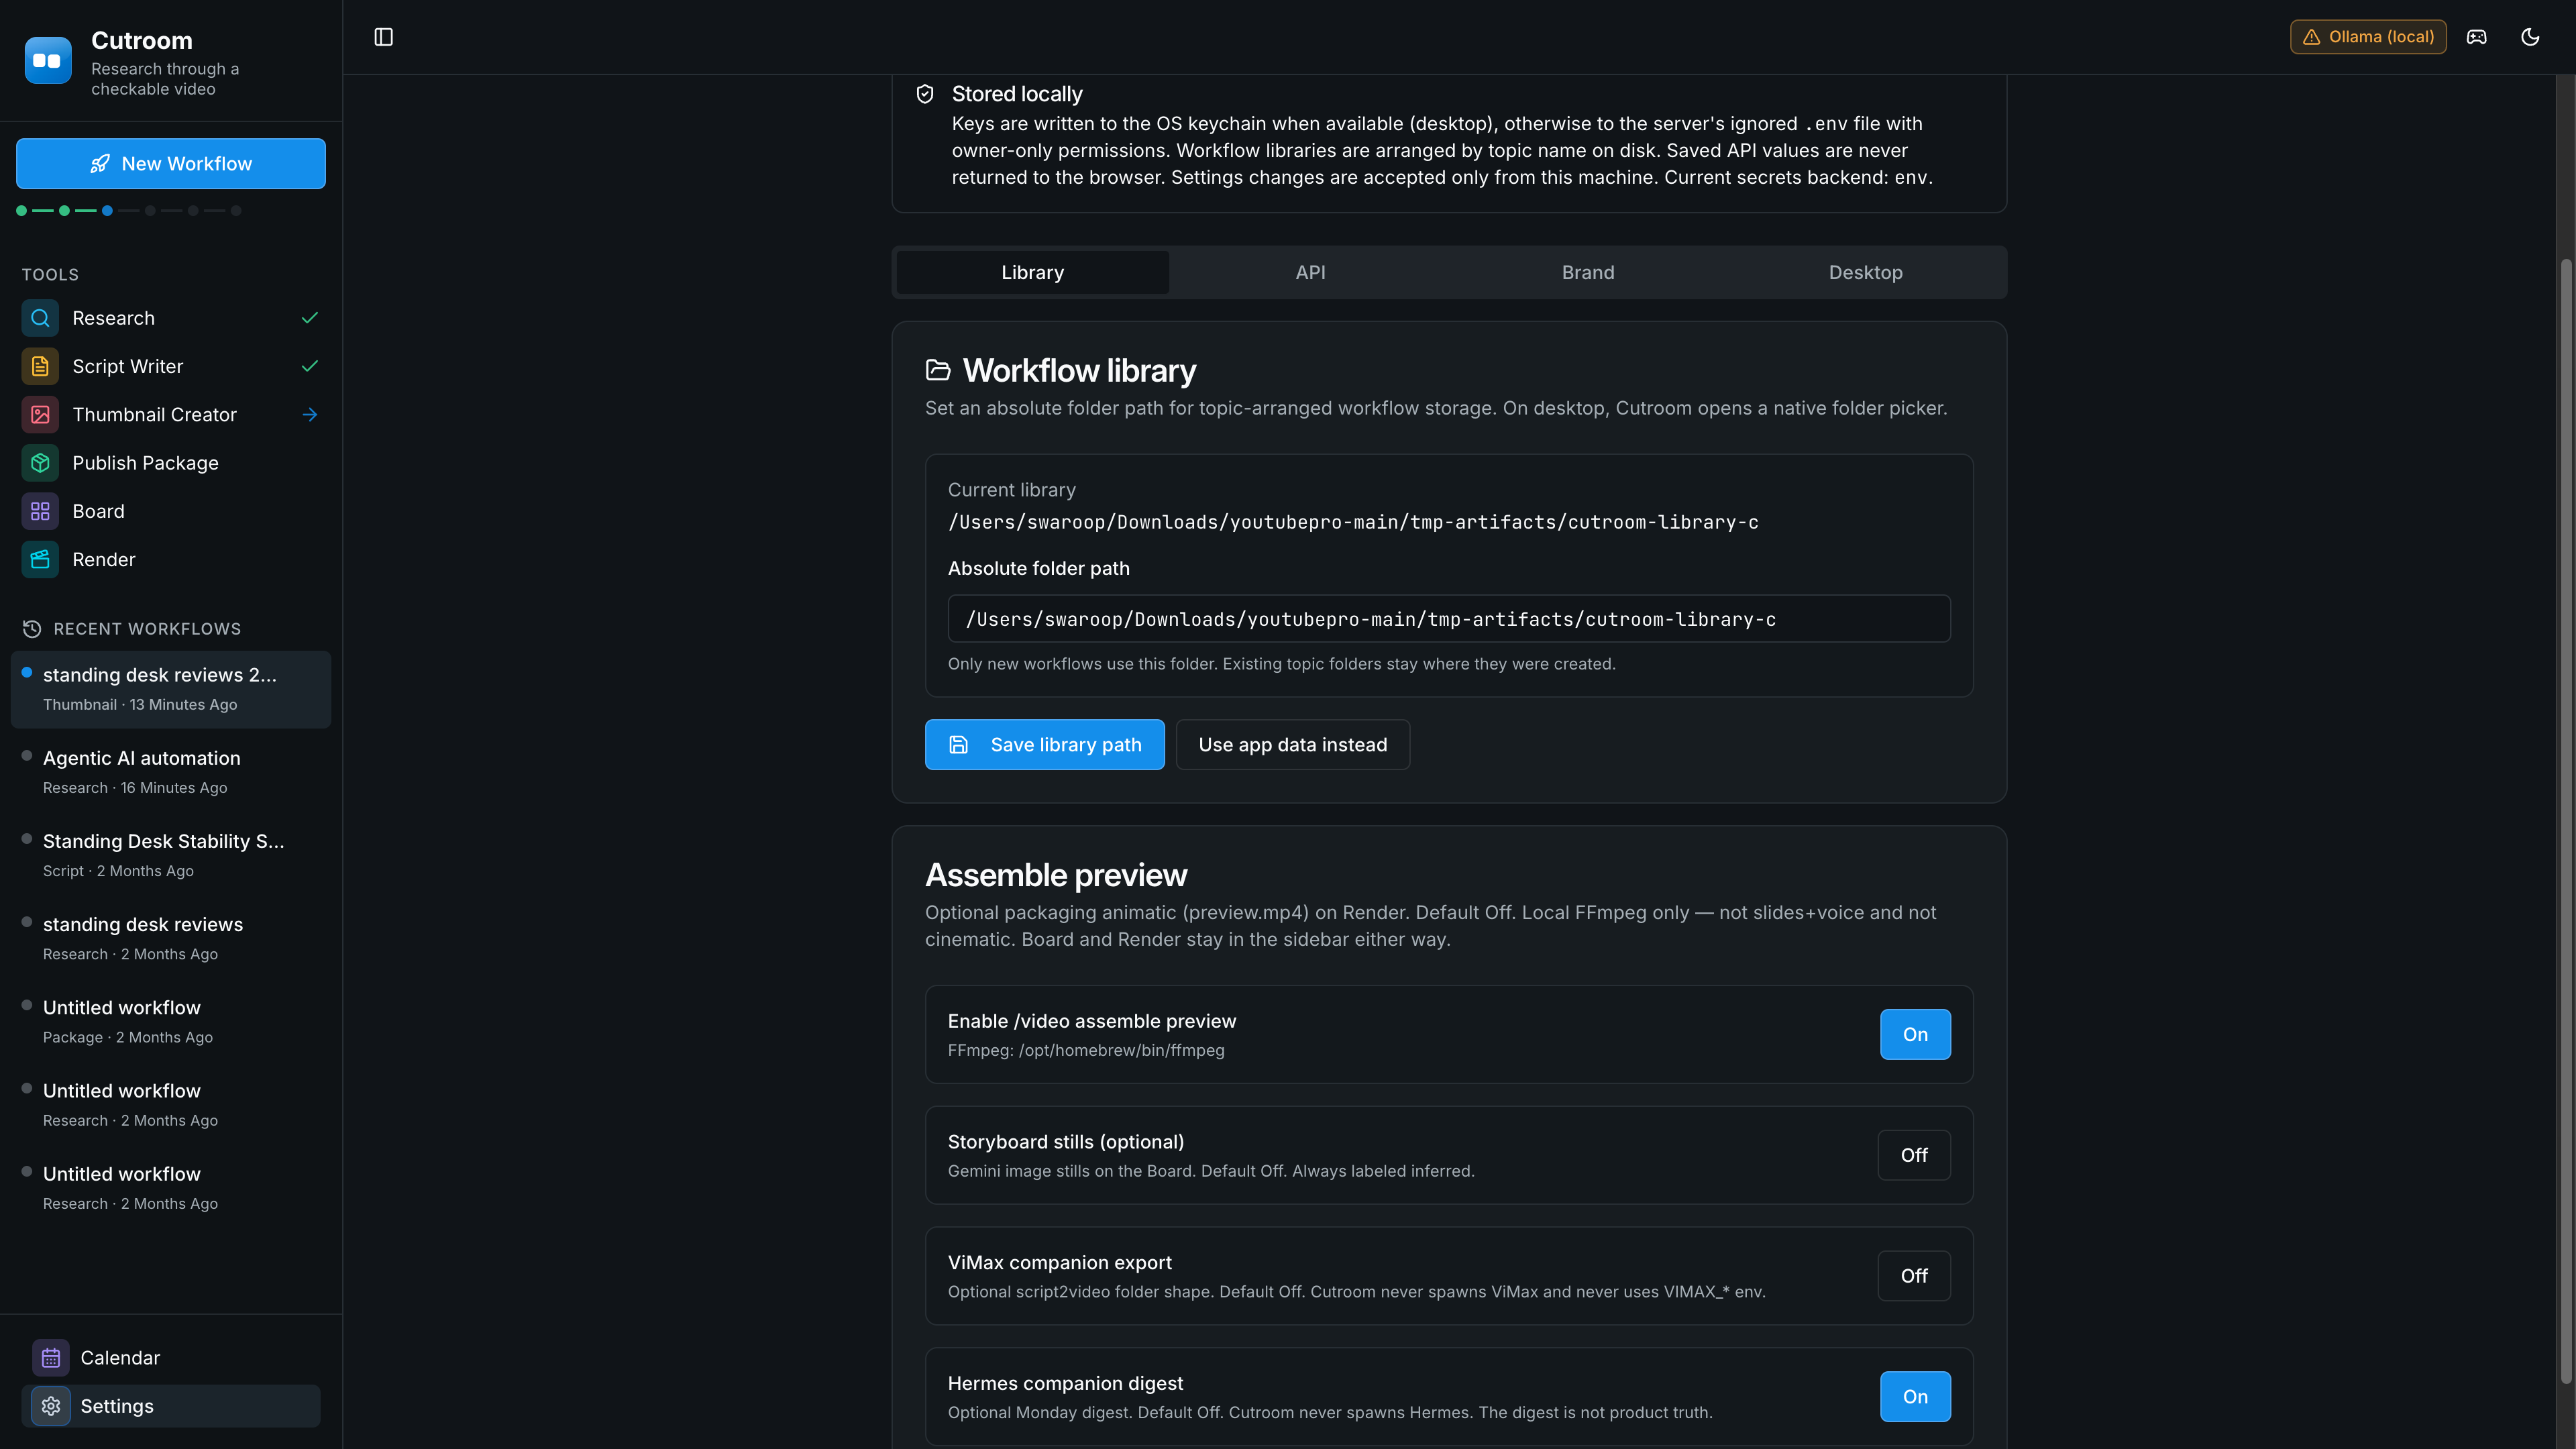 Cutroom
Research through a
checkable video
New Workflow
TOOLS
Research
Script Writer
Thumbnail Creator
Publish Package
Board
Render
RECENT WORKFLOWS
standing desk reviews 2...
Thumbnail · 13 Minutes Ago
Agentic AI automation
Research · 16 Minutes Ago
Standing Desk Stability S...
Script · 2 Months Ago
standing desk reviews
Research · 2 Months Ago
Untitled workflow
Package · 2 Months Ago
Untitled workflow
Research · 2 Months Ago
Untitled workflow
Research · 2 Months Ago
Calendar
Settings
Ollama (local)
Stored locally
Keys are written to the OS keychain when available (desktop), otherwise to the server's ignored .env file with
owner-only permissions. Workflow libraries are arranged by topic name on disk. Saved API values are never
returned to the browser. Settings changes are accepted only from this machine. Current secrets backend: env.
Library API Brand Desktop
Workflow library
Set an absolute folder path for topic-arranged workflow storage. On desktop, Cutroom opens a native folder picker.
Current library
/Users/swaroop/Downloads/youtubepro-main/tmp-artifacts/cutroom-library-c
Absolute folder path
/Users/swaroop/Downloads/youtubepro-main/tmp-artifacts/cutroom-library-c
Only new workflows use this folder. Existing topic folders stay where they were created.
Save library path Use app data instead
Assemble preview
Optional packaging animatic (preview.mp4) on Render. Default Off. Local FFmpeg only — not slides+voice and not
cinematic. Board and Render stay in the sidebar either way.
Enable /video assemble preview
FFmpeg: /opt/homebrew/bin/ffmpeg
On
Storyboard stills (optional)
Gemini image stills on the Board. Default Off. Always labeled inferred.
Off
ViMax companion export
Optional script2video folder shape. Default Off. Cutroom never spawns ViMax and never uses VIMAX_* env.
Off
Hermes companion digest
Optional Monday digest. Default Off. Cutroom never spawns Hermes. The digest is not product truth.
On